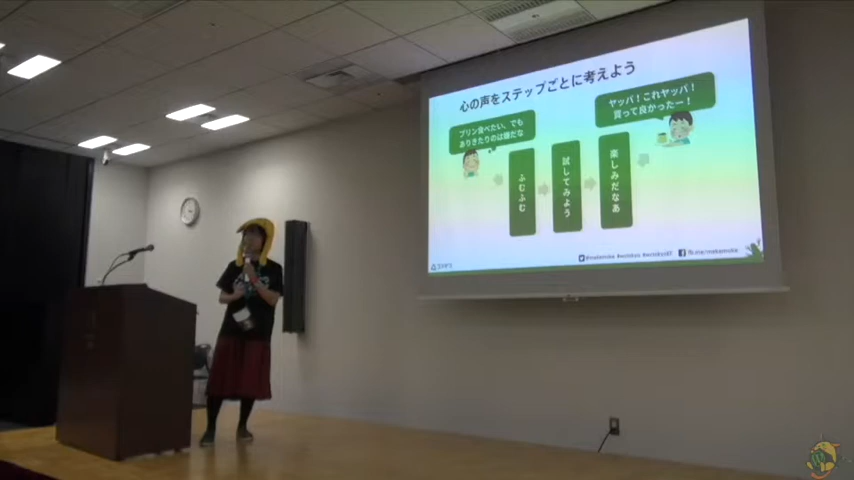 心の声をステップごとに考えよう
プリン食べたい、でも
ありきたりのは嫌だな
ふむふむ
試してみよう
楽しみだなあ
ヤッパ！これヤッパ！
買って良かったー！